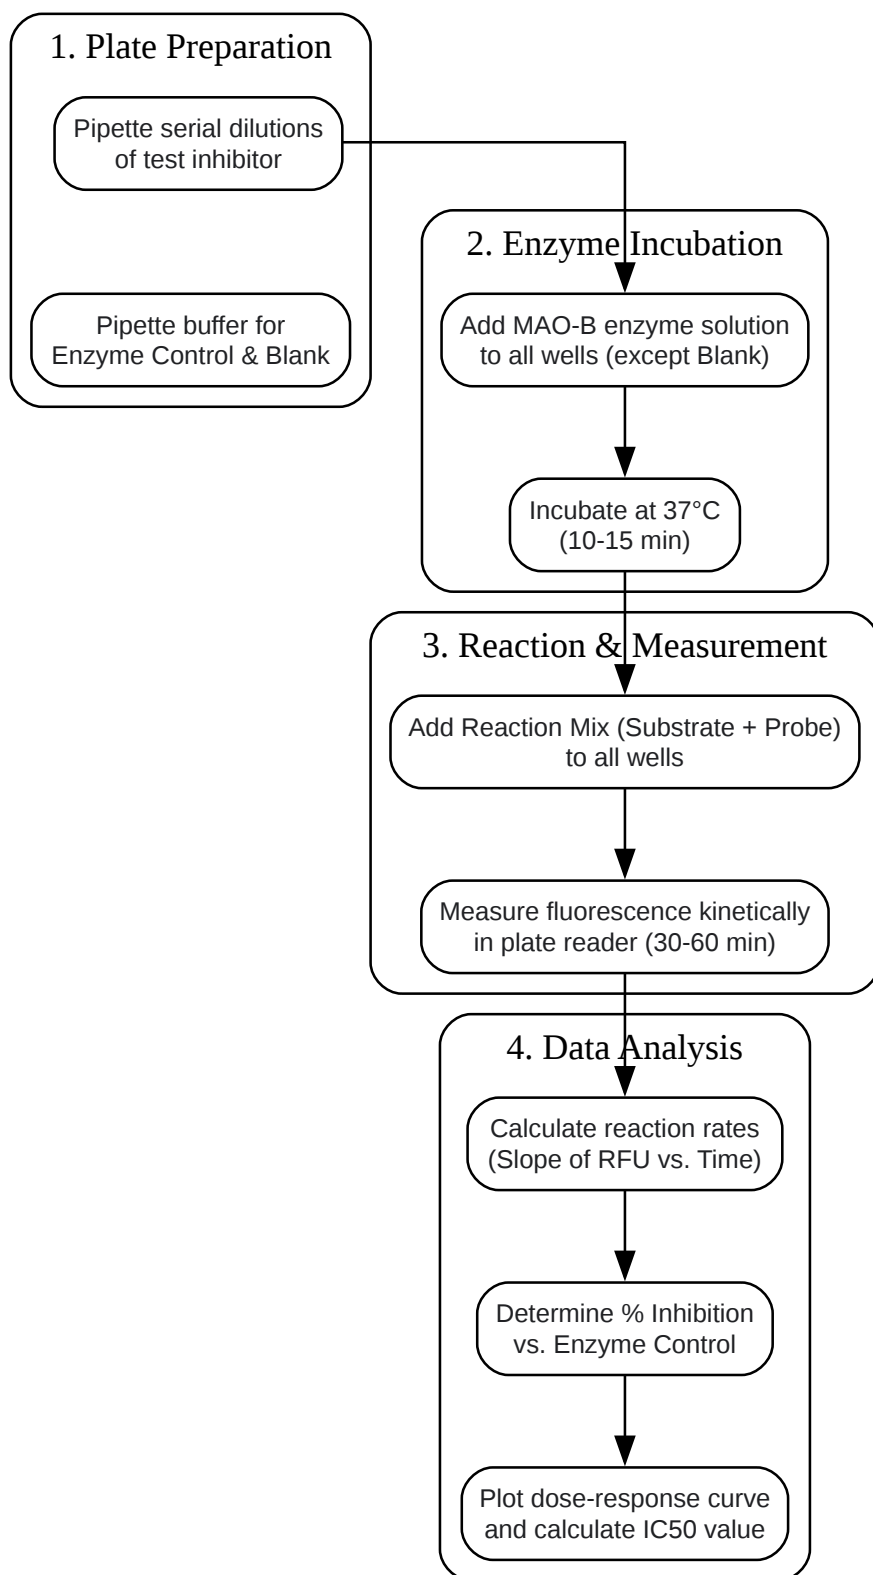 1. Plate Preparation
Pipette serial dilutions
of test inhibitor
Pipette buffer for
Enzyme Control & Blank
2. Enzyme Incubation
Add MAO-B enzyme solution
to all wells (except Blank)
Incubate at 37°C
(10-15 min)
3. Reaction & Measurement
Add Reaction Mix (Substrate + Probe)
to all wells
Measure fluorescence kinetically
in plate reader (30-60 min)
4. Data Analysis
Calculate reaction rates
(Slope of RFU vs. Time)
Determine % Inhibition
vs. Enzyme Control
Plot dose-response curve
and calculate IC50 value